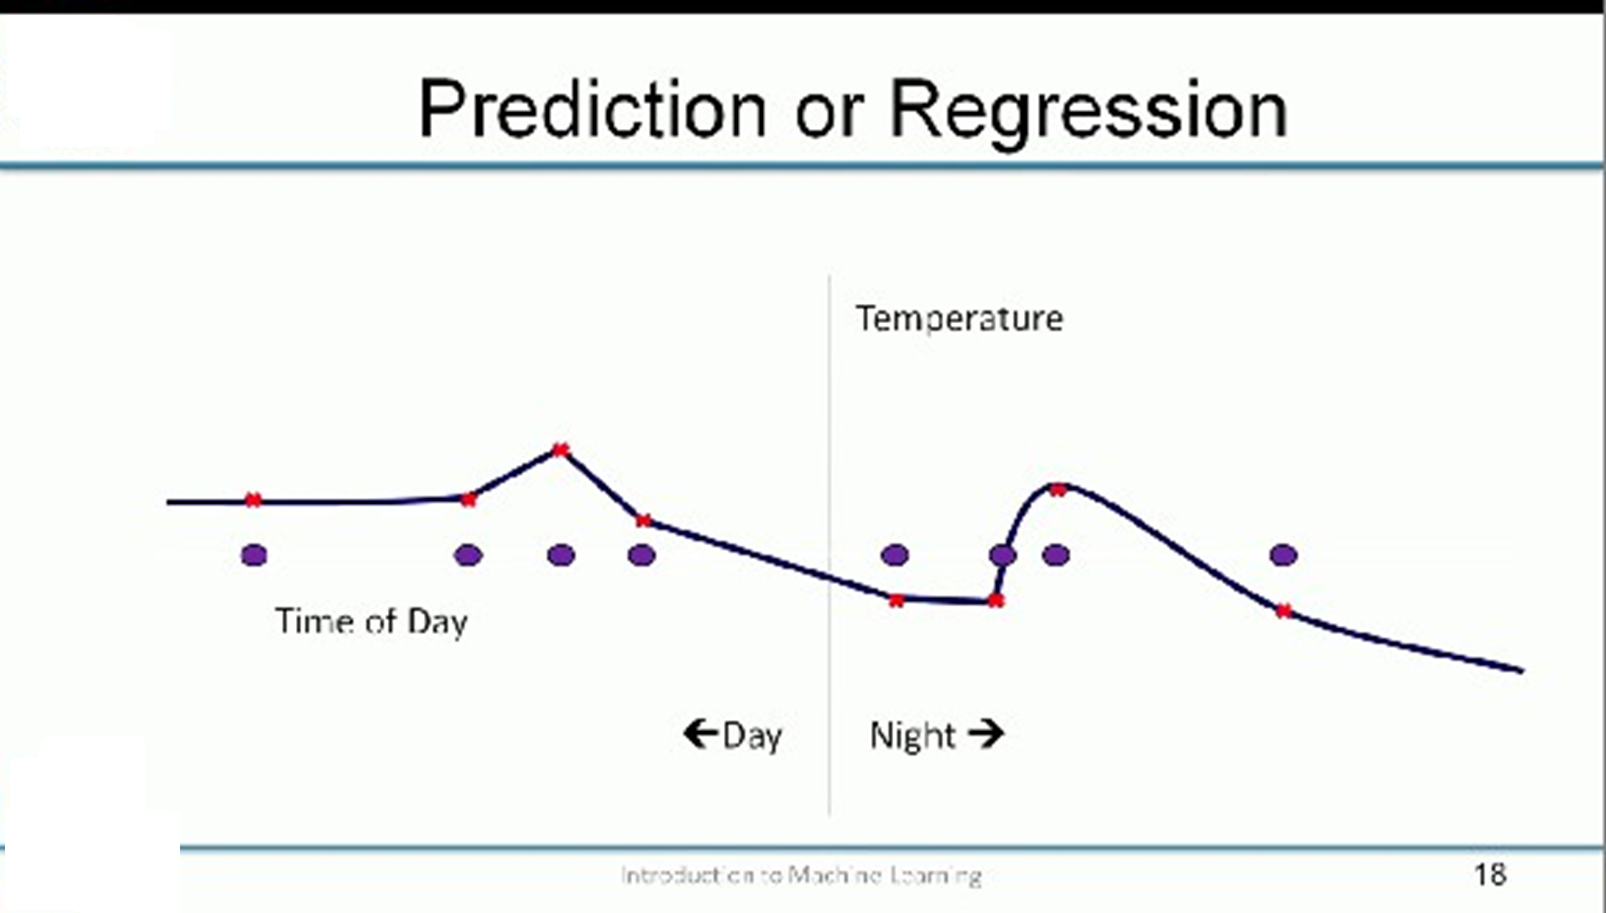 Prediction or Regression
Temperature
Time of Day
←Day
Night →
Introduction to Machine Learning
18